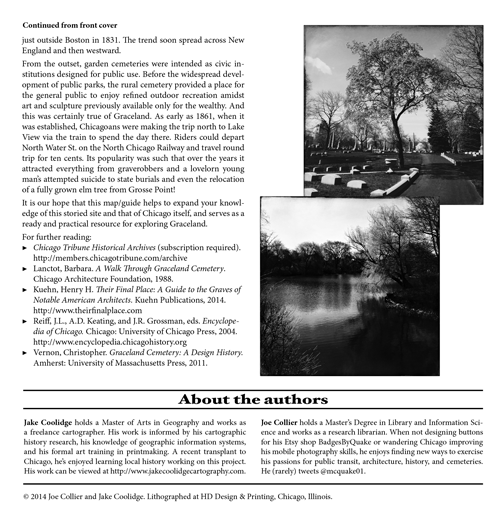 Continued from front cover
just outside Boston in 1831. The trend soon spread across New
England and then westward.
From the outset, garden cemeteries were intended as civic in-
stitutions designed for public use. Before the widespread devel-
opment of public parks, the rural cemetery provided a place for
the general public to enjoy refined outdoor recreation amidst
art and sculpture previously available only for the wealthy. And
this was certainly true of Graceland. As early as 1861, when it
was established, Chicagoans were making the trip north to Lake
View via the train to spend the day there. Riders could depart
North Water St. on the North Chicago Railway and travel round
trip for ten cents. Its popularity was such that over the years it
attracted everything from graverobbers and a lovelorn young
man's attempted suicide to state burials and even the relocation
of a fully grown elm tree from Grosse Point!
It is our hope that this map/guide helps to expand your knowl-
edge of this storied site and that of Chicago itself, and serves as a
ready and practical resource for exploring Graceland.
For further reading:
▶ Chicago Tribune Historical Archives (subscription required).
http://members.chicagotribune.com/archive
▶ Lanctot, Barbara. A Walk Through Graceland Cemetery.
Chicago Architecture Foundation, 1988.
▶ Kuehn, Henry H. Their Final Place: A Guide to the Graves of
Notable American Architects. Kuehn Publications, 2014.
http://www.theirfinalplace.com
▶ Reiff, J.L., A.D. Keating, and J.R. Grossman, eds. Encyclope-
dia of Chicago. Chicago: University of Chicago Press, 2004.
http://www.encyclopedia.chicagohistory.org
▶ Vernon, Christopher. Graceland Cemetery: A Design History.
Amherst: University of Massachusetts Press, 2011.
About the authors
Jake Coolidge holds a Master of Arts in Geography and works as
a freelance cartographer. His work is informed by his cartographic
history research, his knowledge of geographic information systems,
and his formal art training in printmaking. A recent transplant to
Chicago, he's enjoyed learning local history working on this project.
His work can be viewed at http://www.jakecoolidgecartography.com.
Joe Collier holds a Master's Degree in Library and Information Sci-
ence and works as a research librarian. When not designing buttons
for his Etsy shop BadgesByQuake or wandering Chicago improving
his mobile photography skills, he enjoys finding new ways to exercise
his passions for public transit, architecture, history, and cemeteries.
He (rarely) tweets @mcquake01.
© 2014 Joe Collier and Jake Coolidge. Lithographed at HD Design & Printing, Chicago, Illinois.